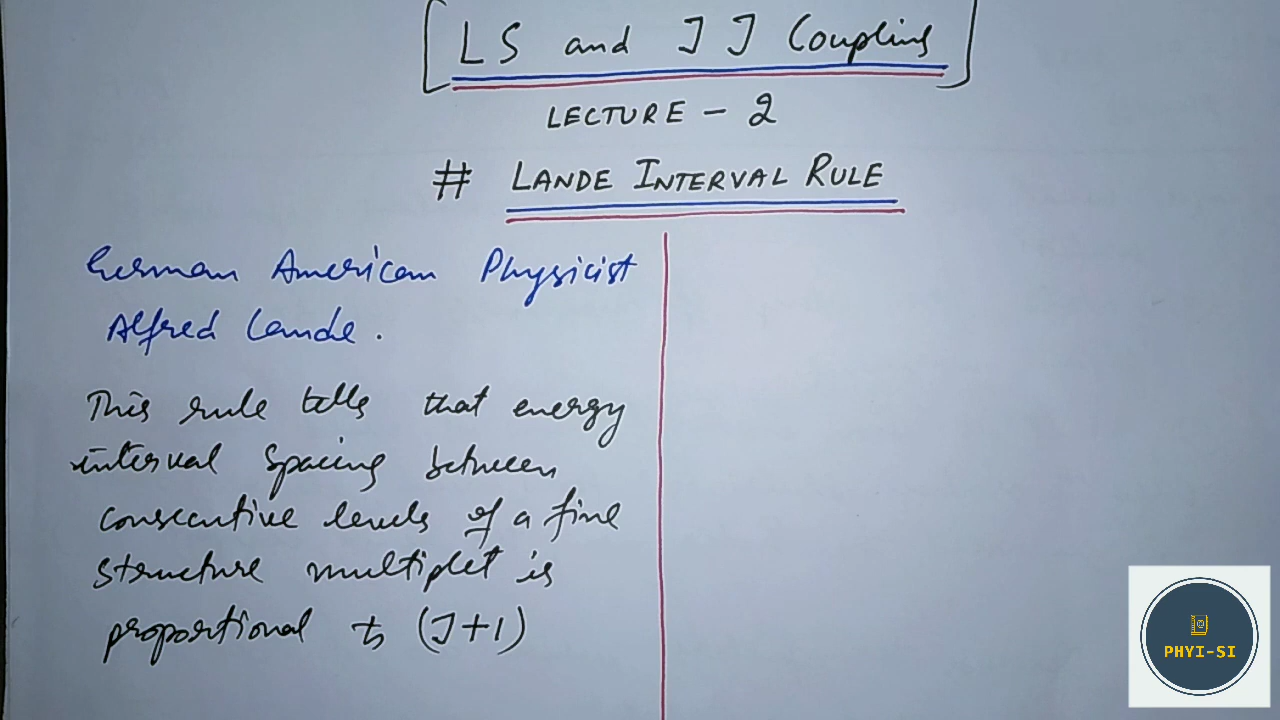 [LS and JJ Coupling]
LECTURE - 2
# LANDE INTERVAL RULE
German American Physicist
Alfred Lande.
This rule tells that energy
interval spacing between
consecutive levels of a fine
structure multiplet is
proportional to (J+1)
PHYI-SI